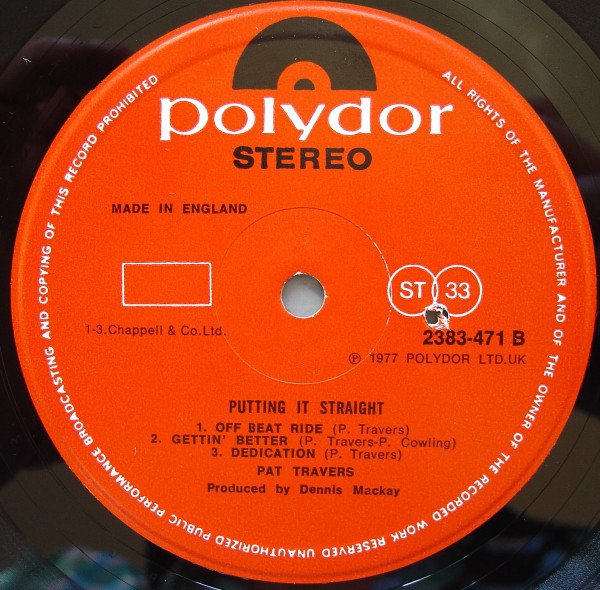 polydor
STEREO
MADE IN ENGLAND
ST 33
1-3.Chappell & Co.Ltd.
2383-471 B
℗ 1977 POLYDOR LTD.UK
PUTTING IT STRAIGHT
1. OFF BEAT RIDE (P. Travers)
2. GETTIN' BETTER (P. Travers-P. Cowling)
3. DEDICATION (P. Travers)
PAT TRAVERS
Produced by Dennis Mackay
ALL RIGHTS OF THE MANUFACTURER AND OF THE OWNER OF THE RECORDED WORK RESERVED UNAUTHORIZED PUBLIC PERFORMANCE BROADCASTING AND COPYING OF THIS RECORD PROHIBITED